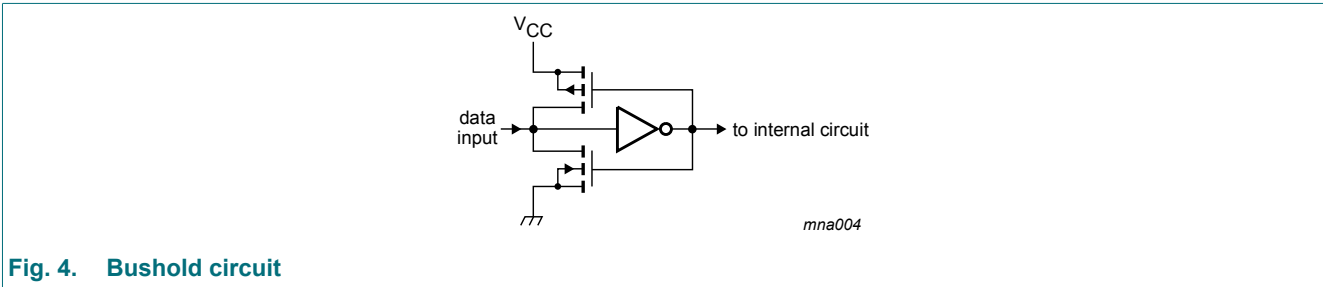 VCC
data
input
to internal circuit
mna004
Fig. 4. Bushold circuit